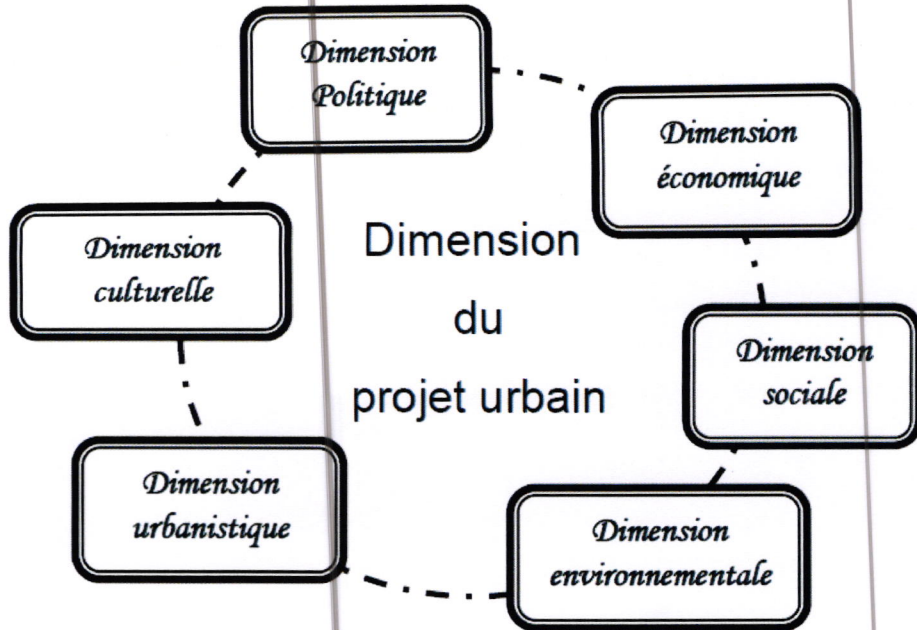 Dimension
Politique
Dimension
économique
Dimension
culturelle
Dimension
du
projet urbain
Dimension
sociale
Dimension
urbanistique
Dimension
environnementale